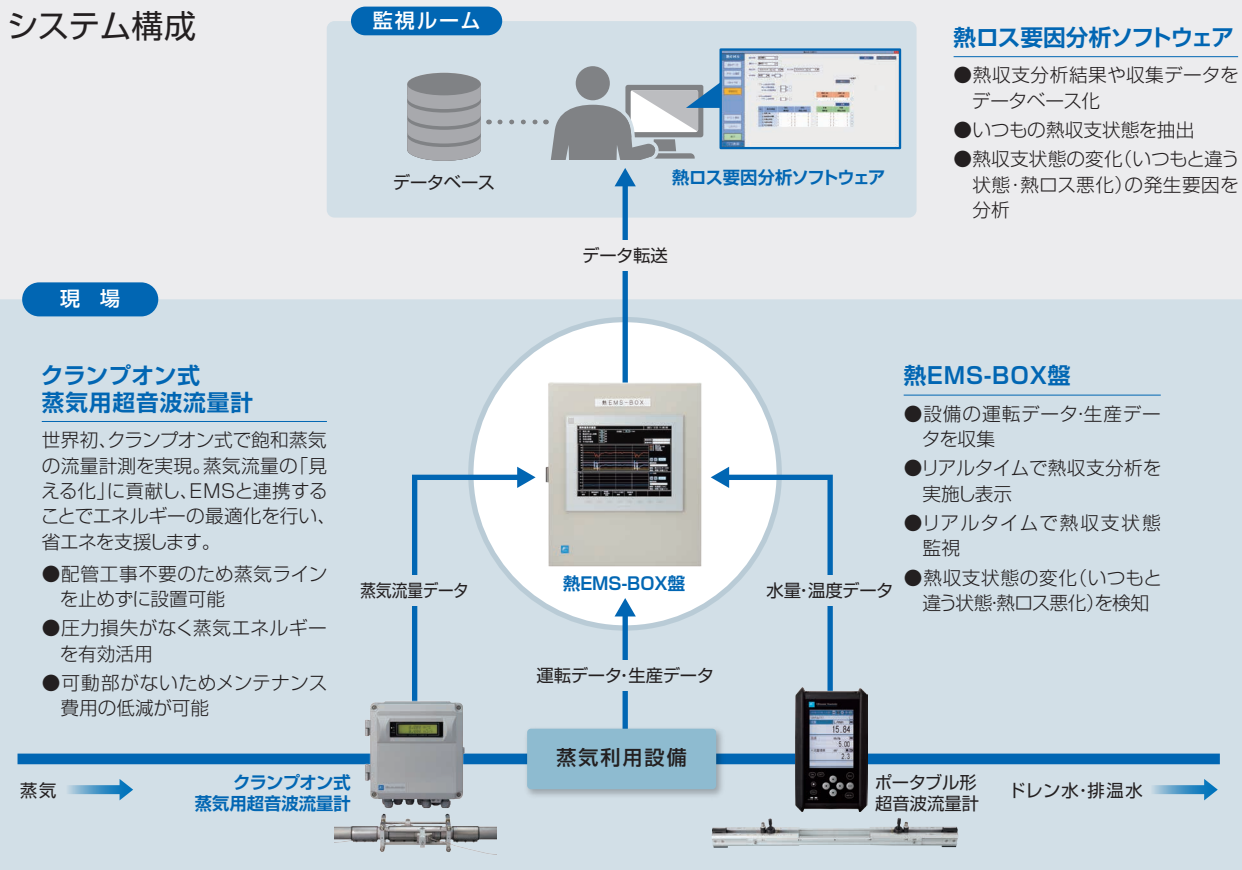 システム構成
監視ルーム
データベース
熱ロス要因分析ソフトウェア
熱ロス要因分析ソフトウェア
●熱収支分析結果や収集データを
データベース化
●いつもの熱収支状態を抽出
●熱収支状態の変化(いつもと違う
状態・熱ロス悪化)の発生要因を
分析
データ転送
現 場
クランプオン式
蒸気用超音波流量計
世界初、クランプオン式で飽和蒸気
の流量計測を実現。蒸気流量の「見
える化」に貢献し、EMSと連携する
ことでエネルギーの最適化を行い、
省エネを支援します。
●配管工事不要のため蒸気ライン
を止めずに設置可能
●圧力損失がなく蒸気エネルギー
を有効活用
●可動部がないためメンテナンス
費用の低減が可能
蒸気流量データ
熱EMS-BOX
熱EMS-BOX盤
水量・温度データ
運転データ・生産データ
熱EMS-BOX盤
●設備の運転データ・生産デー
タを収集
●リアルタイムで熱収支分析を
実施し表示
●リアルタイムで熱収支状態
監視
●熱収支状態の変化(いつもと
違う状態・熱ロス悪化)を検知
蒸気
クランプオン式
蒸気用超音波流量計
蒸気利用設備
15.84
5.00
2.3
ポータブル形
超音波流量計
ドレン水・排温水